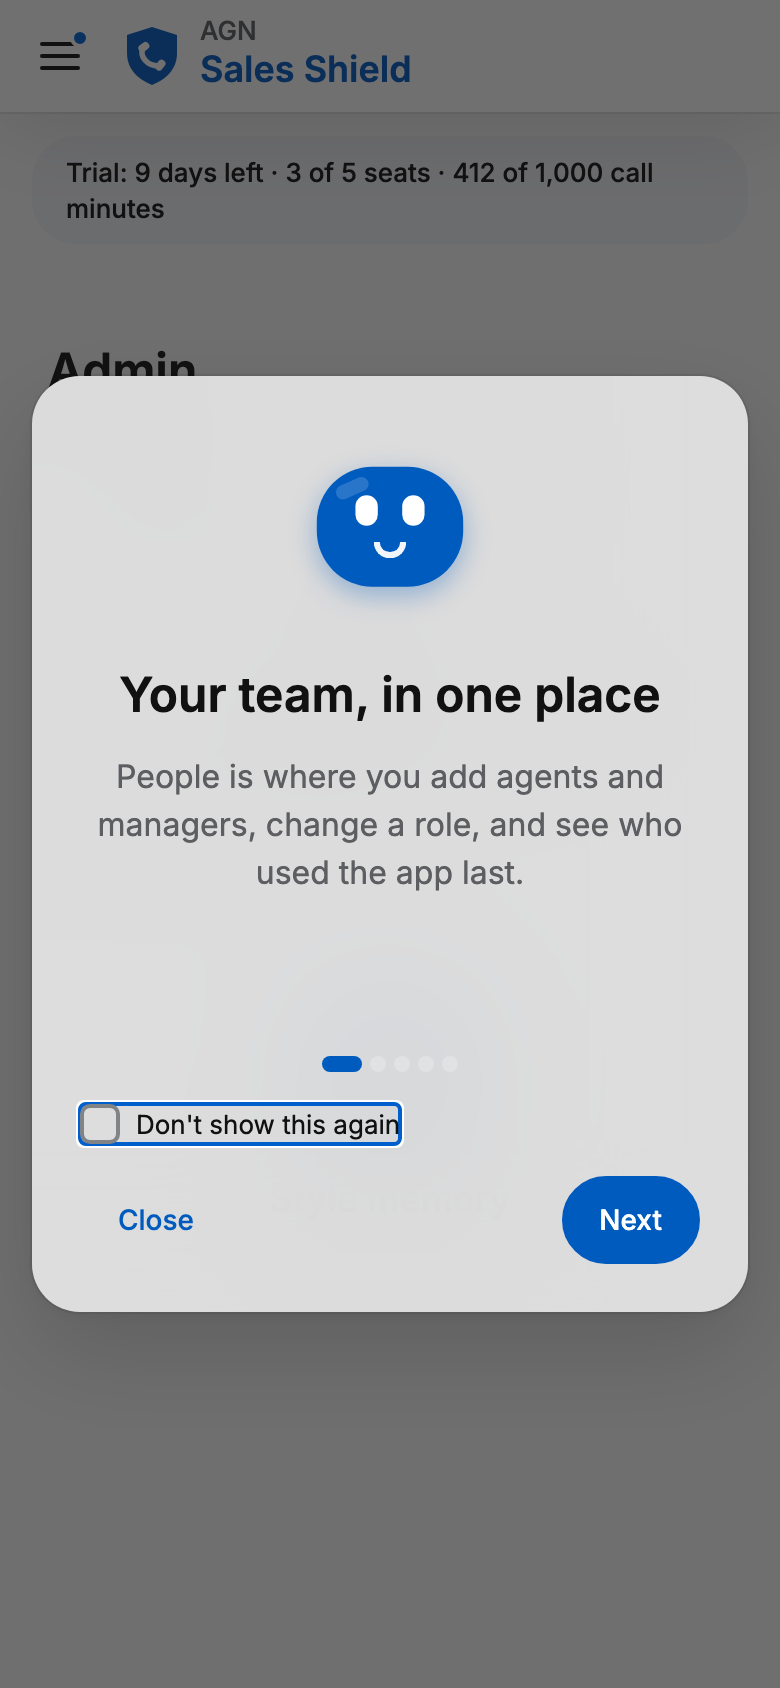 AGN
Sales Shield
Trial: 9 days left · 3 of 5 seats · 412 of 1,000 call
minutes
Admin
Your team, in one place
People is where you add agents and
managers, change a role, and see who
used the app last.
Don't show this again
style memory
Close
Next